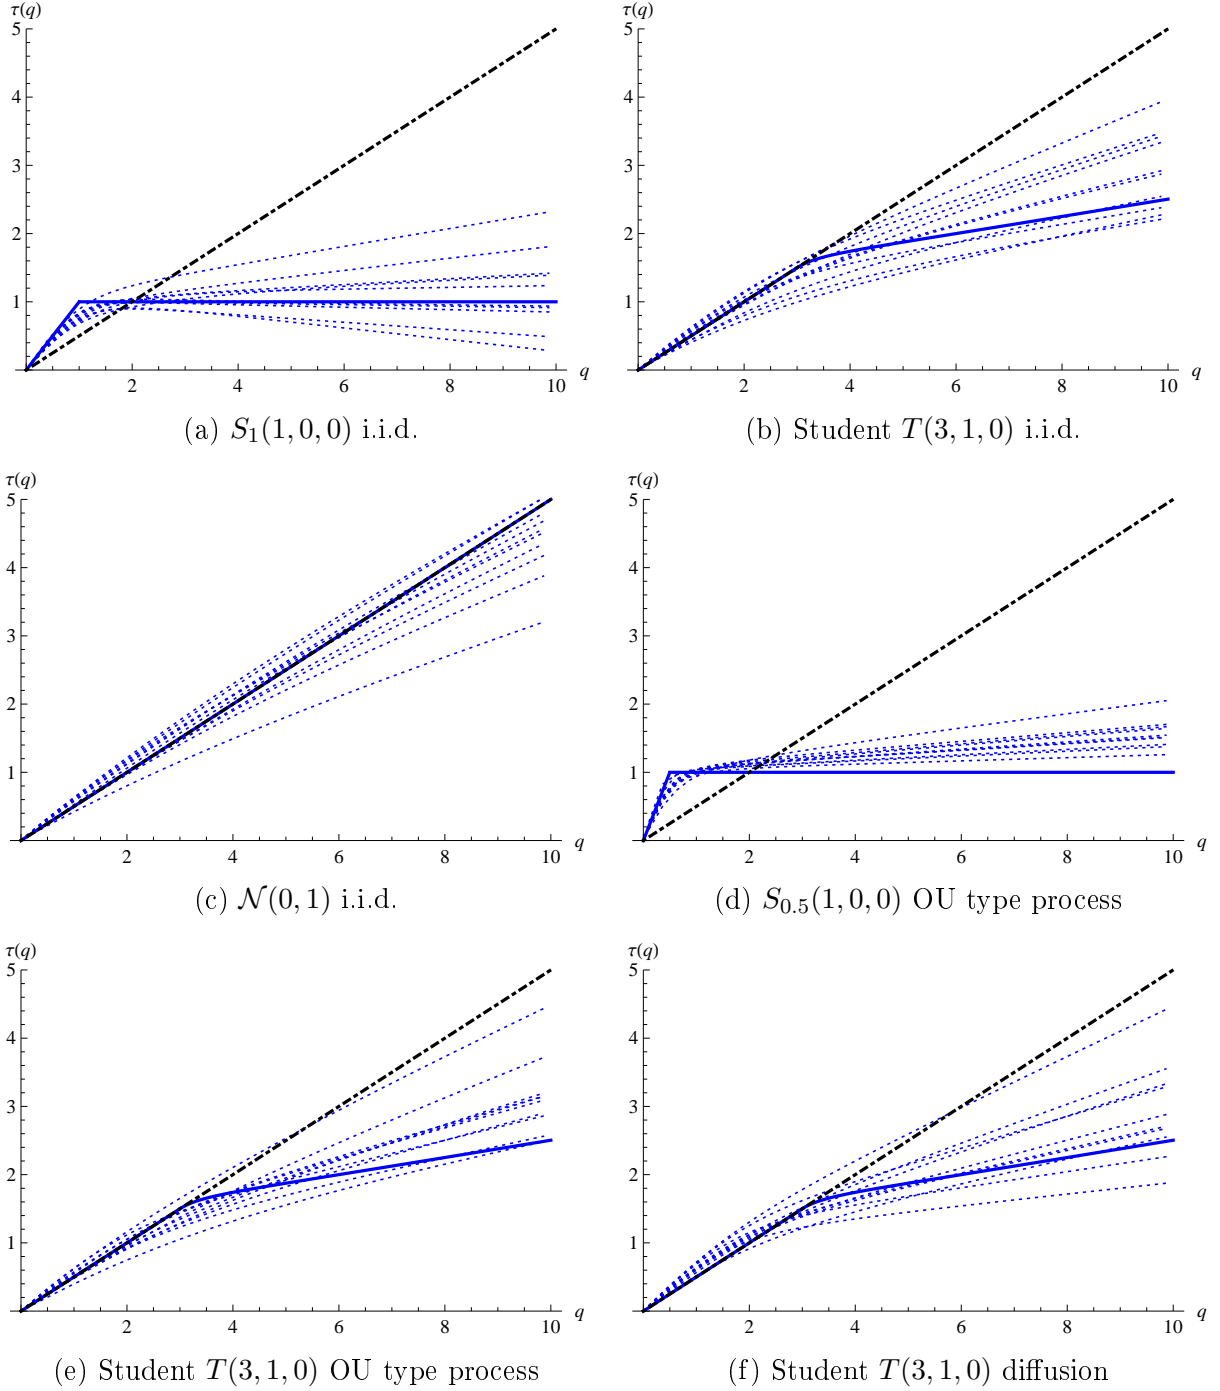 τ(q) τ(q)
5 5
4 4
3 3
2 2
1 1
2 4 6 8 10 q 2 4 6 8 10 q
(a) S₁(1, 0, 0) i.i.d. (b) Student T(3, 1, 0) i.i.d.
τ(q) τ(q)
5 5
4 4
3 3
2 2
1 1
2 4 6 8 10 q 2 4 6 8 10 q
(c) 𝒩(0, 1) i.i.d. (d) S₀.₅(1, 0, 0) OU type process
τ(q) τ(q)
5 5
4 4
3 3
2 2
1 1
2 4 6 8 10 q 2 4 6 8 10 q
(e) Student T(3, 1, 0) OU type process (f) Student T(3, 1, 0) diffusion